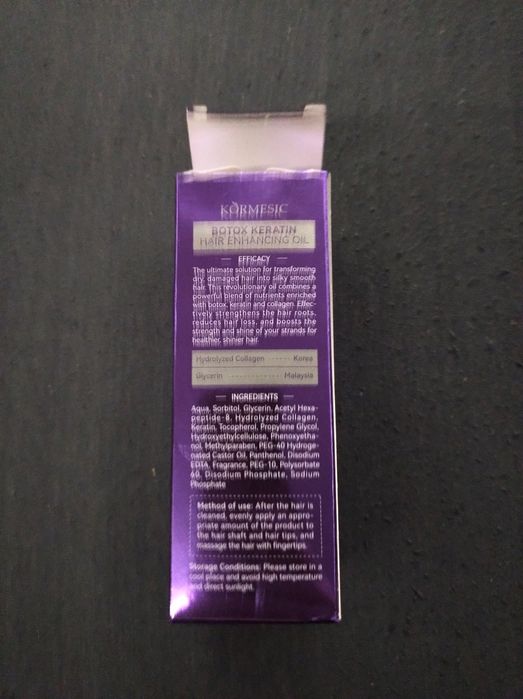 KORMESIC
BOTOX KERATIN
HAIR ENHANCING OIL
EFFICACY
The ultimate solution for transforming
dry, damaged hair into silky smooth
hair. This revolutionary oil combines a
powerful blend of nutrients enriched
with botox, keratin and collagen. Effec-
tively strengthens the hair roots,
reduces hair loss, and boosts the
strength and shine of your strands for
healthier, shinier hair.
Hydrolyzed Collagen ------ Korea
Glycerin -------------- Malaysia
INGREDIENTS
Aqua, Sorbitol, Glycerin, Acetyl Hexa-
peptide-8, Hydrolyzed Collagen,
Keratin, Tocopherol, Propylene Glycol,
Hydroxyethylcellulose, Phenoxyetha-
nol, Methylparaben, PEG-40 Hydroge-
nated Castor Oil, Panthenol, Disodium
EDTA, Fragrance, PEG-10, Polysorbate
60, Disodium Phosphate, Sodium
Phosphate
Method of use: After the hair is
cleaned, evenly apply an appro-
priate amount of the product to
the hair shaft and hair tips, and
massage the hair with fingertips.
Storage Conditions: Please store in a
cool place and avoid high temperature
and direct sunlight.